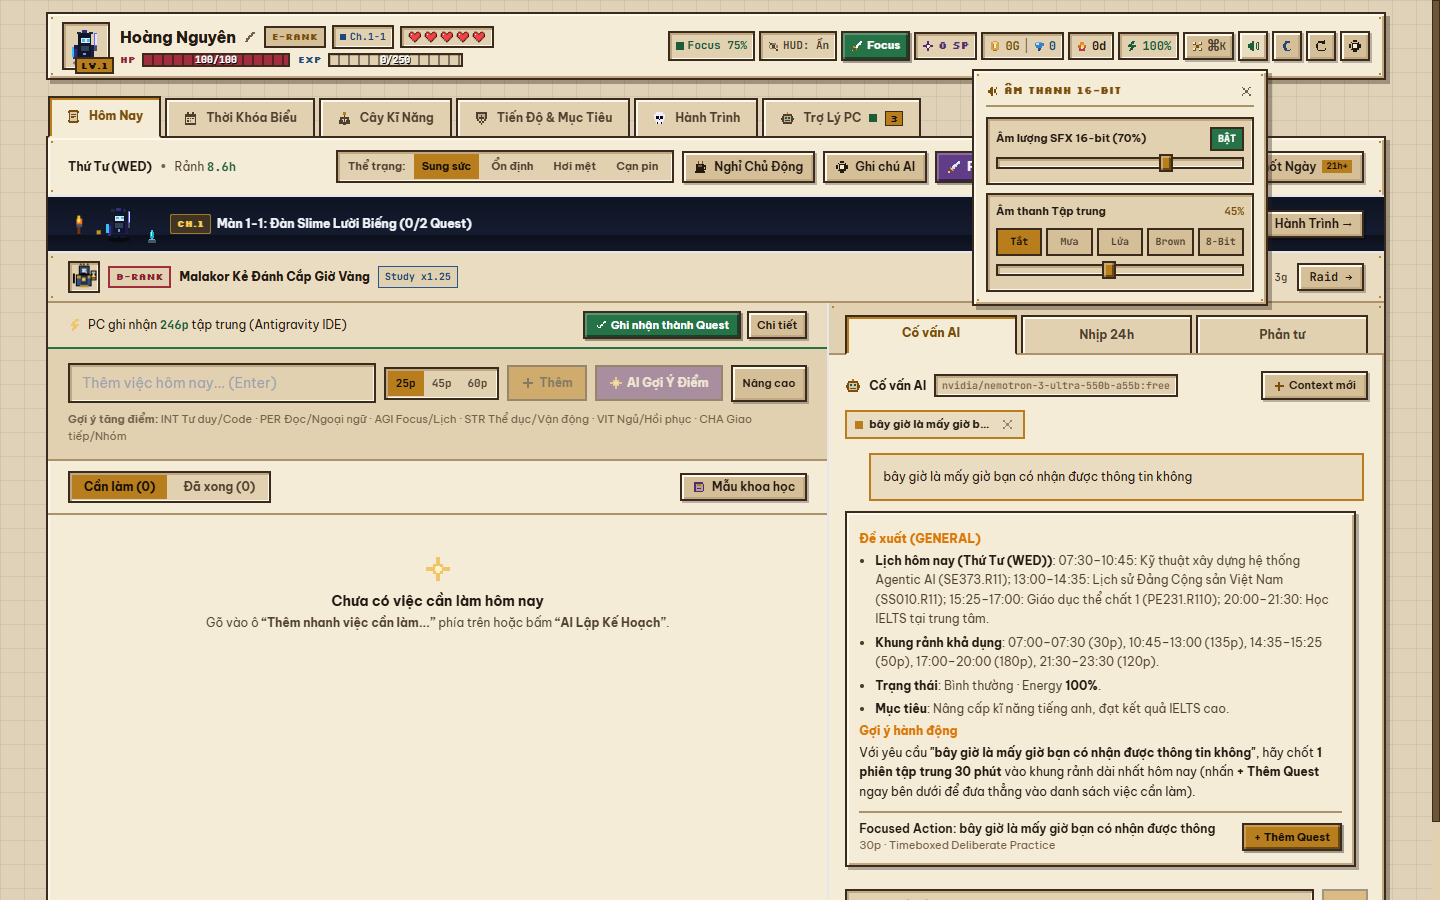 Hoàng Nguyên
E-RANK
Ch.1-1
LV.1
HP 100/100
EXP 0/250
Focus 75%
HUD: Ẩn
Focus
0 SP
0G | 0
0d
100%
⌘K
ÂM THANH 16-BIT
Âm lượng SFX 16-bit (70%)
BẬT
Âm thanh Tập trung
45%
Tắt
Mưa
Lửa
Brown
8-Bit
Hôm Nay
Thời Khóa Biểu
Cây Kĩ Năng
Tiến Độ & Mục Tiêu
Hành Trình
Trợ Lý PC
3
Thứ Tư (WED) • Rảnh 8.6h
Thể trạng:
Sung sức
Ổn định
Hơi mệt
Cạn pin
Nghỉ Chủ Động
Ghi chú AI
ốt Ngày
21h+
CH.1
Màn 1-1: Đàn Slime Lười Biếng (0/2 Quest)
Hành Trình →
B-RANK
Malakor Kẻ Đánh Cắp Giờ Vàng
Study x1.25
3g
Raid →
PC ghi nhận 246p tập trung (Antigravity IDE)
Ghi nhận thành Quest
Chi tiết
Thêm việc hôm nay... (Enter)
25p
45p
60p
+ Thêm
AI Gợi Ý Điểm
Nâng cao
Gợi ý tăng điểm: INT Tư duy/Code · PER Đọc/Ngoại ngữ · AGI Focus/Lịch · STR Thể dục/Vận động · VIT Ngủ/Hồi phục · CHA Giao
tiếp/Nhóm
Cần làm (0)
Đã xong (0)
Mẫu khoa học
Chưa có việc cần làm hôm nay
Gõ vào ô “Thêm nhanh việc cần làm...” phía trên hoặc bấm “AI Lập Kế Hoạch”.
Cố vấn AI
Nhịp 24h
Phản tư
Cố vấn AI
nvidia/nemotron-3-ultra-550b-a55b:free
+ Context mới
bây giờ là mấy giờ b...
bây giờ là mấy giờ bạn có nhận được thông tin không
Đề xuất (GENERAL)
• Lịch hôm nay (Thứ Tư (WED)): 07:30–10:45: Kỹ thuật xây dựng hệ thống
Agentic AI (SE373.R11); 13:00–14:35: Lịch sử Đảng Cộng sản Việt Nam
(SS010.R11); 15:25–17:00: Giáo dục thể chất 1 (PE231.R110); 20:00–21:30: Học
IELTS tại trung tâm.
• Khung rảnh khả dụng: 07:00–07:30 (30p), 10:45–13:00 (135p), 14:35–15:25
(50p), 17:00–20:00 (180p), 21:30–23:30 (120p).
• Trạng thái: Bình thường · Energy 100%.
• Mục tiêu: Nâng cấp kĩ năng tiếng anh, đạt kết quả IELTS cao.
Gợi ý hành động
Với yêu cầu "bây giờ là mấy giờ bạn có nhận được thông tin không", hãy chốt 1
phiên tập trung 30 phút vào khung rảnh dài nhất hôm nay (nhấn + Thêm Quest
ngay bên dưới để đưa thẳng vào danh sách việc cần làm).
Focused Action: bây giờ là mấy giờ bạn có nhận được thông
30p · Timeboxed Deliberate Practice
+ Thêm Quest